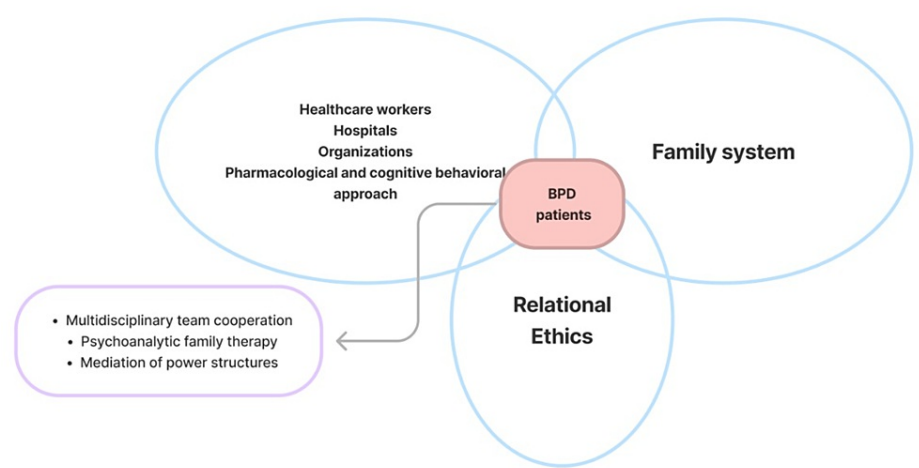 Healthcare workers
Hospitals
Organizations
Pharmacological and cognitive behavioral
approach
Family system
BPD
patients
Relational
Ethics
• Multidisciplinary team cooperation
• Psychoanalytic family therapy
• Mediation of power structures